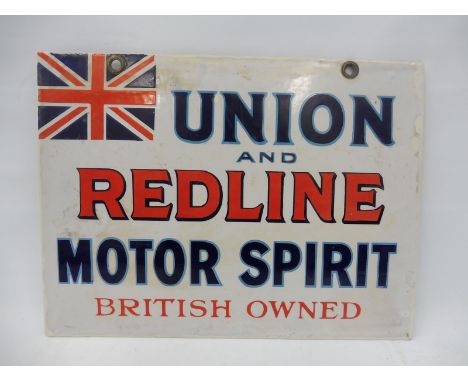 UNION
AND
REDLINE
MOTOR SPIRIT
BRITISH OWNED